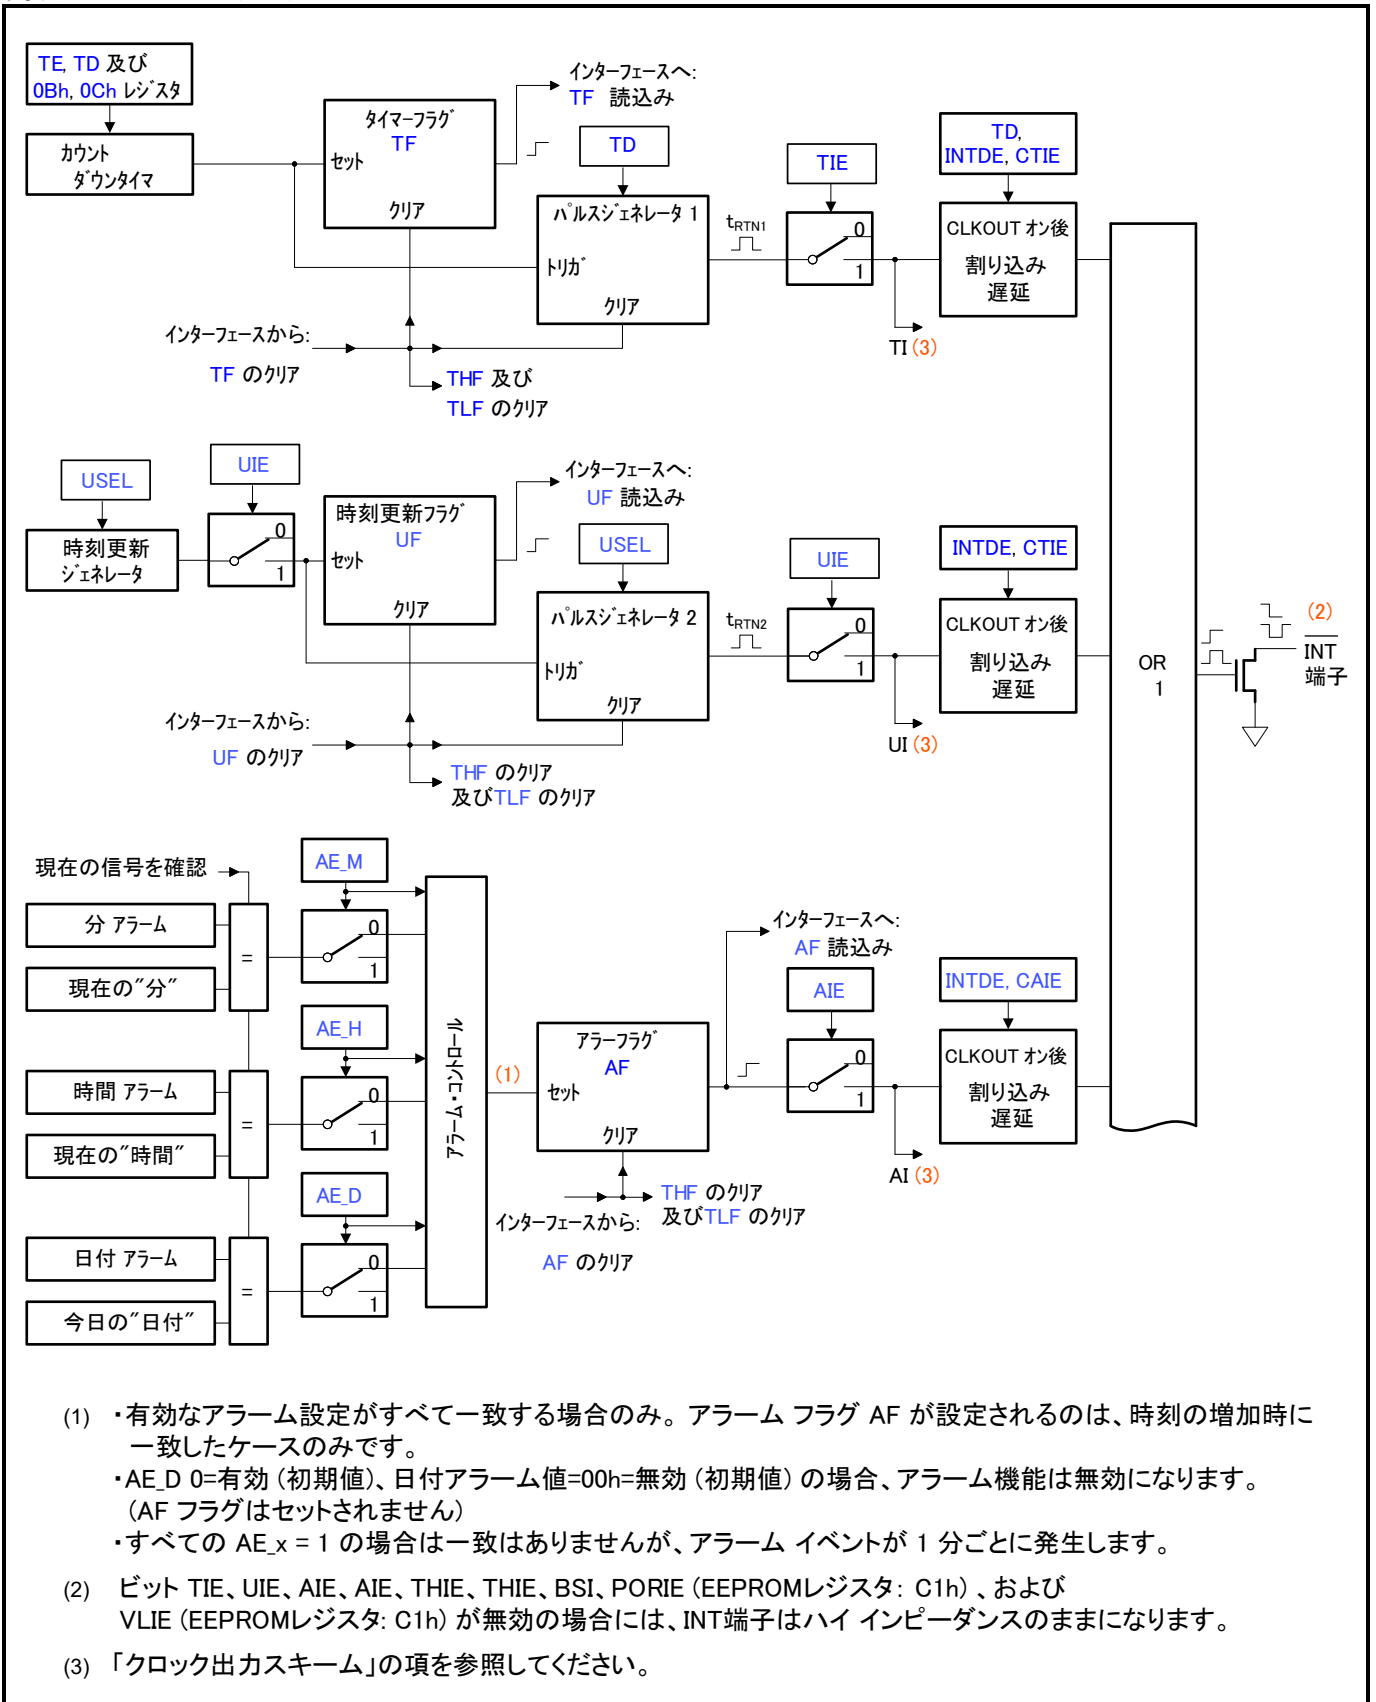 TE, TD 及び
0Bh, 0Ch レジスタ
カウント
ダウンタイマ
タイマーフラグ
TF
セット
クリア
インターフェースへ:
TF 読込み
TD
パルスジェネレータ 1
トリガ
クリア
tRTN1
TIE
0
1
TD,
INTDE, CTIE
CLKOUT オン後
割り込み
遅延
TI (3)
インターフェースから:
TF のクリア
THF 及び
TLF のクリア
USEL
時刻更新
ジェネレータ
UIE
0
1
時刻更新フラグ
UF
セット
クリア
インターフェースへ:
UF 読込み
USEL
パルスジェネレータ 2
トリガ
クリア
tRTN2
UIE
0
1
INTDE, CTIE
CLKOUT オン後
割り込み
遅延
UI (3)
インターフェースから:
UF のクリア
THF のクリア
及びTLF のクリア
OR
1
(2)
INT
端子
現在の信号を確認
分 アラーム
現在の"分"
=
AE_M
0
1
時間 アラーム
現在の"時間"
=
AE_H
0
1
日付 アラーム
今日の"日付"
=
AE_D
0
1
アラーム・コントロール
(1)
アラーフラグ
AF
セット
クリア
インターフェースへ:
AF 読込み
AIE
0
1
INTDE, CAIE
CLKOUT オン後
割り込み
遅延
AI (3)
インターフェースから:
AF のクリア
THF のクリア
及びTLF のクリア
(1) ・有効なアラーム設定がすべて一致する場合のみ。アラーム フラグ AF が設定されるのは、時刻の増加時に
一致したケースのみです。
・AE_D 0=有効 (初期値)、日付アラーム値=00h=無効 (初期値) の場合、アラーム機能は無効になります。
(AF フラグはセットされません)
・すべての AE_x = 1 の場合は一致はありませんが、アラーム イベントが 1 分ごとに発生します。
(2) ビット TIE、UIE、AIE、AIE、THIE、THIE、BSI、PORIE (EEPROMレジスタ: C1h) 、および
VLIE (EEPROMレジスタ: C1h) が無効の場合には、INT端子はハイ インピーダンスのままになります。
(3) 「クロック出力スキーム」の項を参照してください。